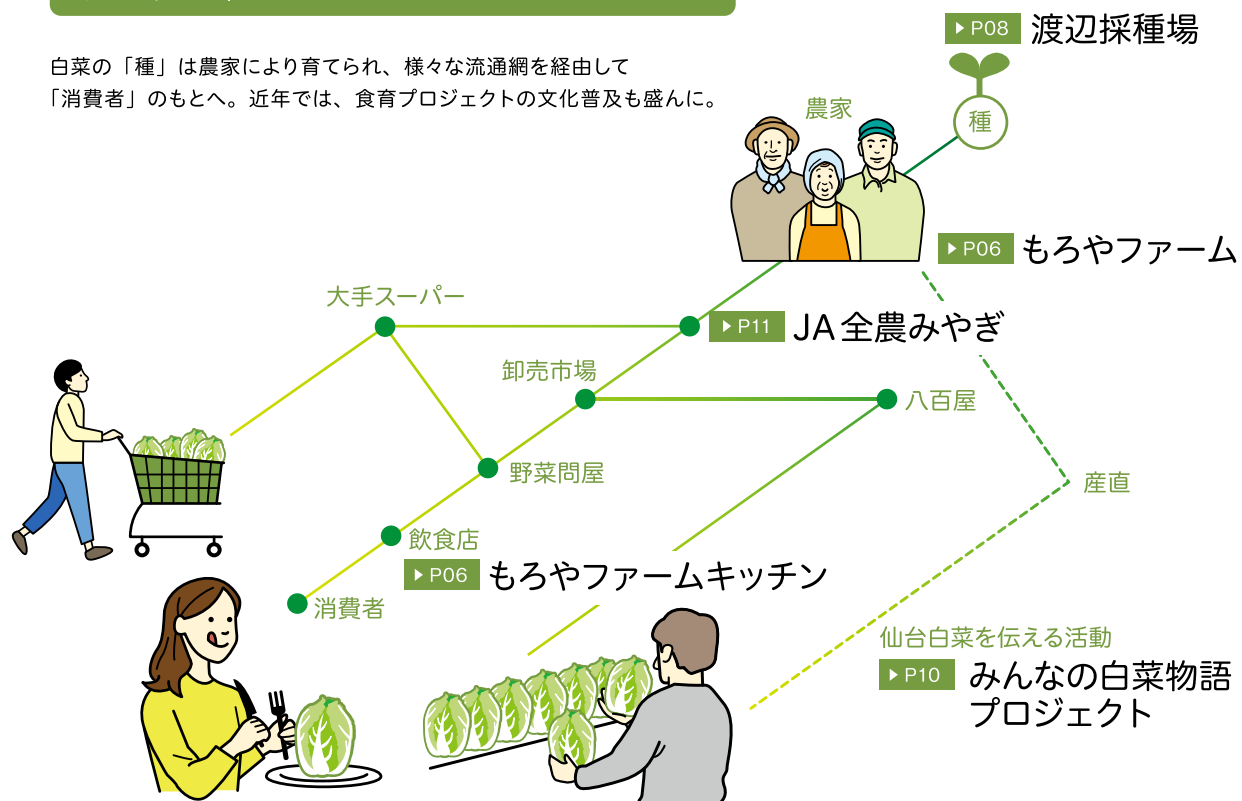 白菜の「種」は農家により育てられ、様々な流通網を経由して
「消費者」のもとへ。近年では、食育プロジェクトの文化普及も盛んに。
P08 渡辺採種場
種
農家
P06 もろやファーム
大手スーパー
P11 JA全農みやぎ
卸売市場
八百屋
野菜問屋
産直
飲食店
P06 もろやファームキッチン
消費者
仙台白菜を伝える活動
P10 みんなの白菜物語
プロジェクト